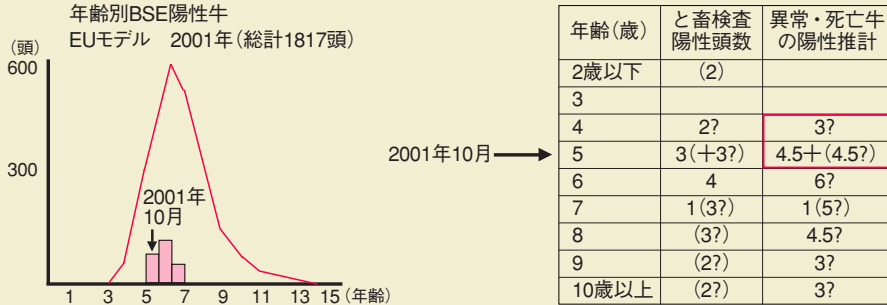 年齢別BSE陽性牛
EUモデル 2001年(総計1817頭)
(頭)
600
300
2001年
10月
1 3 5 7 9 11 13 15 (年齢)
2001年10月
年齢(歳) と畜検査陽性頭数 異常・死亡牛の陽性推計
2歳以下 (2)
3
4 2? 3?
5 3(+3?) 4.5+(4.5?)
6 4 6?
7 1(3?) 1(5?)
8 (3?) 4.5?
9 (2?) 3?
10歳以上 (2?) 3?